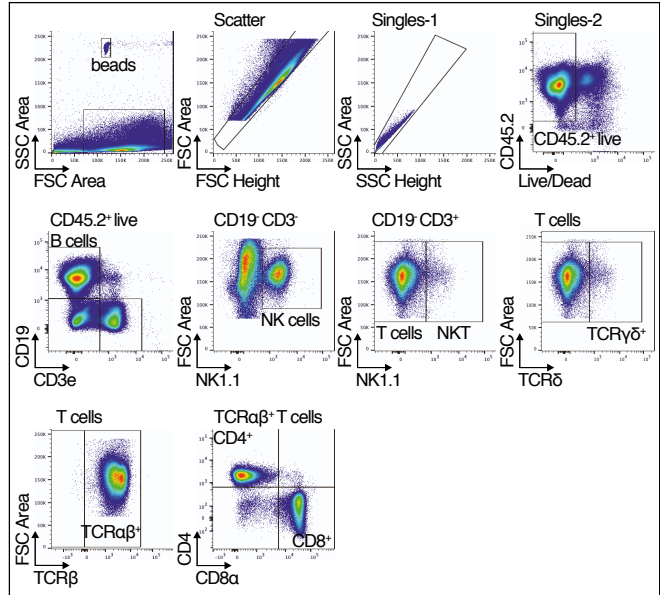 Scatter
Singles-1
Singles-2
beads
CD45.2⁺ live
SSC Area
FSC Area
FSC Area
FSC Height
SSC Area
SSC Height
CD45.2
Live/Dead
CD45.2⁺ live
B cells
CD19⁻ CD3⁻
CD19⁻ CD3⁺
T cells
NK cells
T cells
NKT
TCRγδ⁺
CD19
CD3e
FSC Area
NK1.1
FSC Area
NK1.1
FSC Area
TCRδ
T cells
TCRαβ⁺ T cells
CD4⁺
TCRαβ⁺
CD8⁺
FSC Area
TCRβ
CD4
CD8α